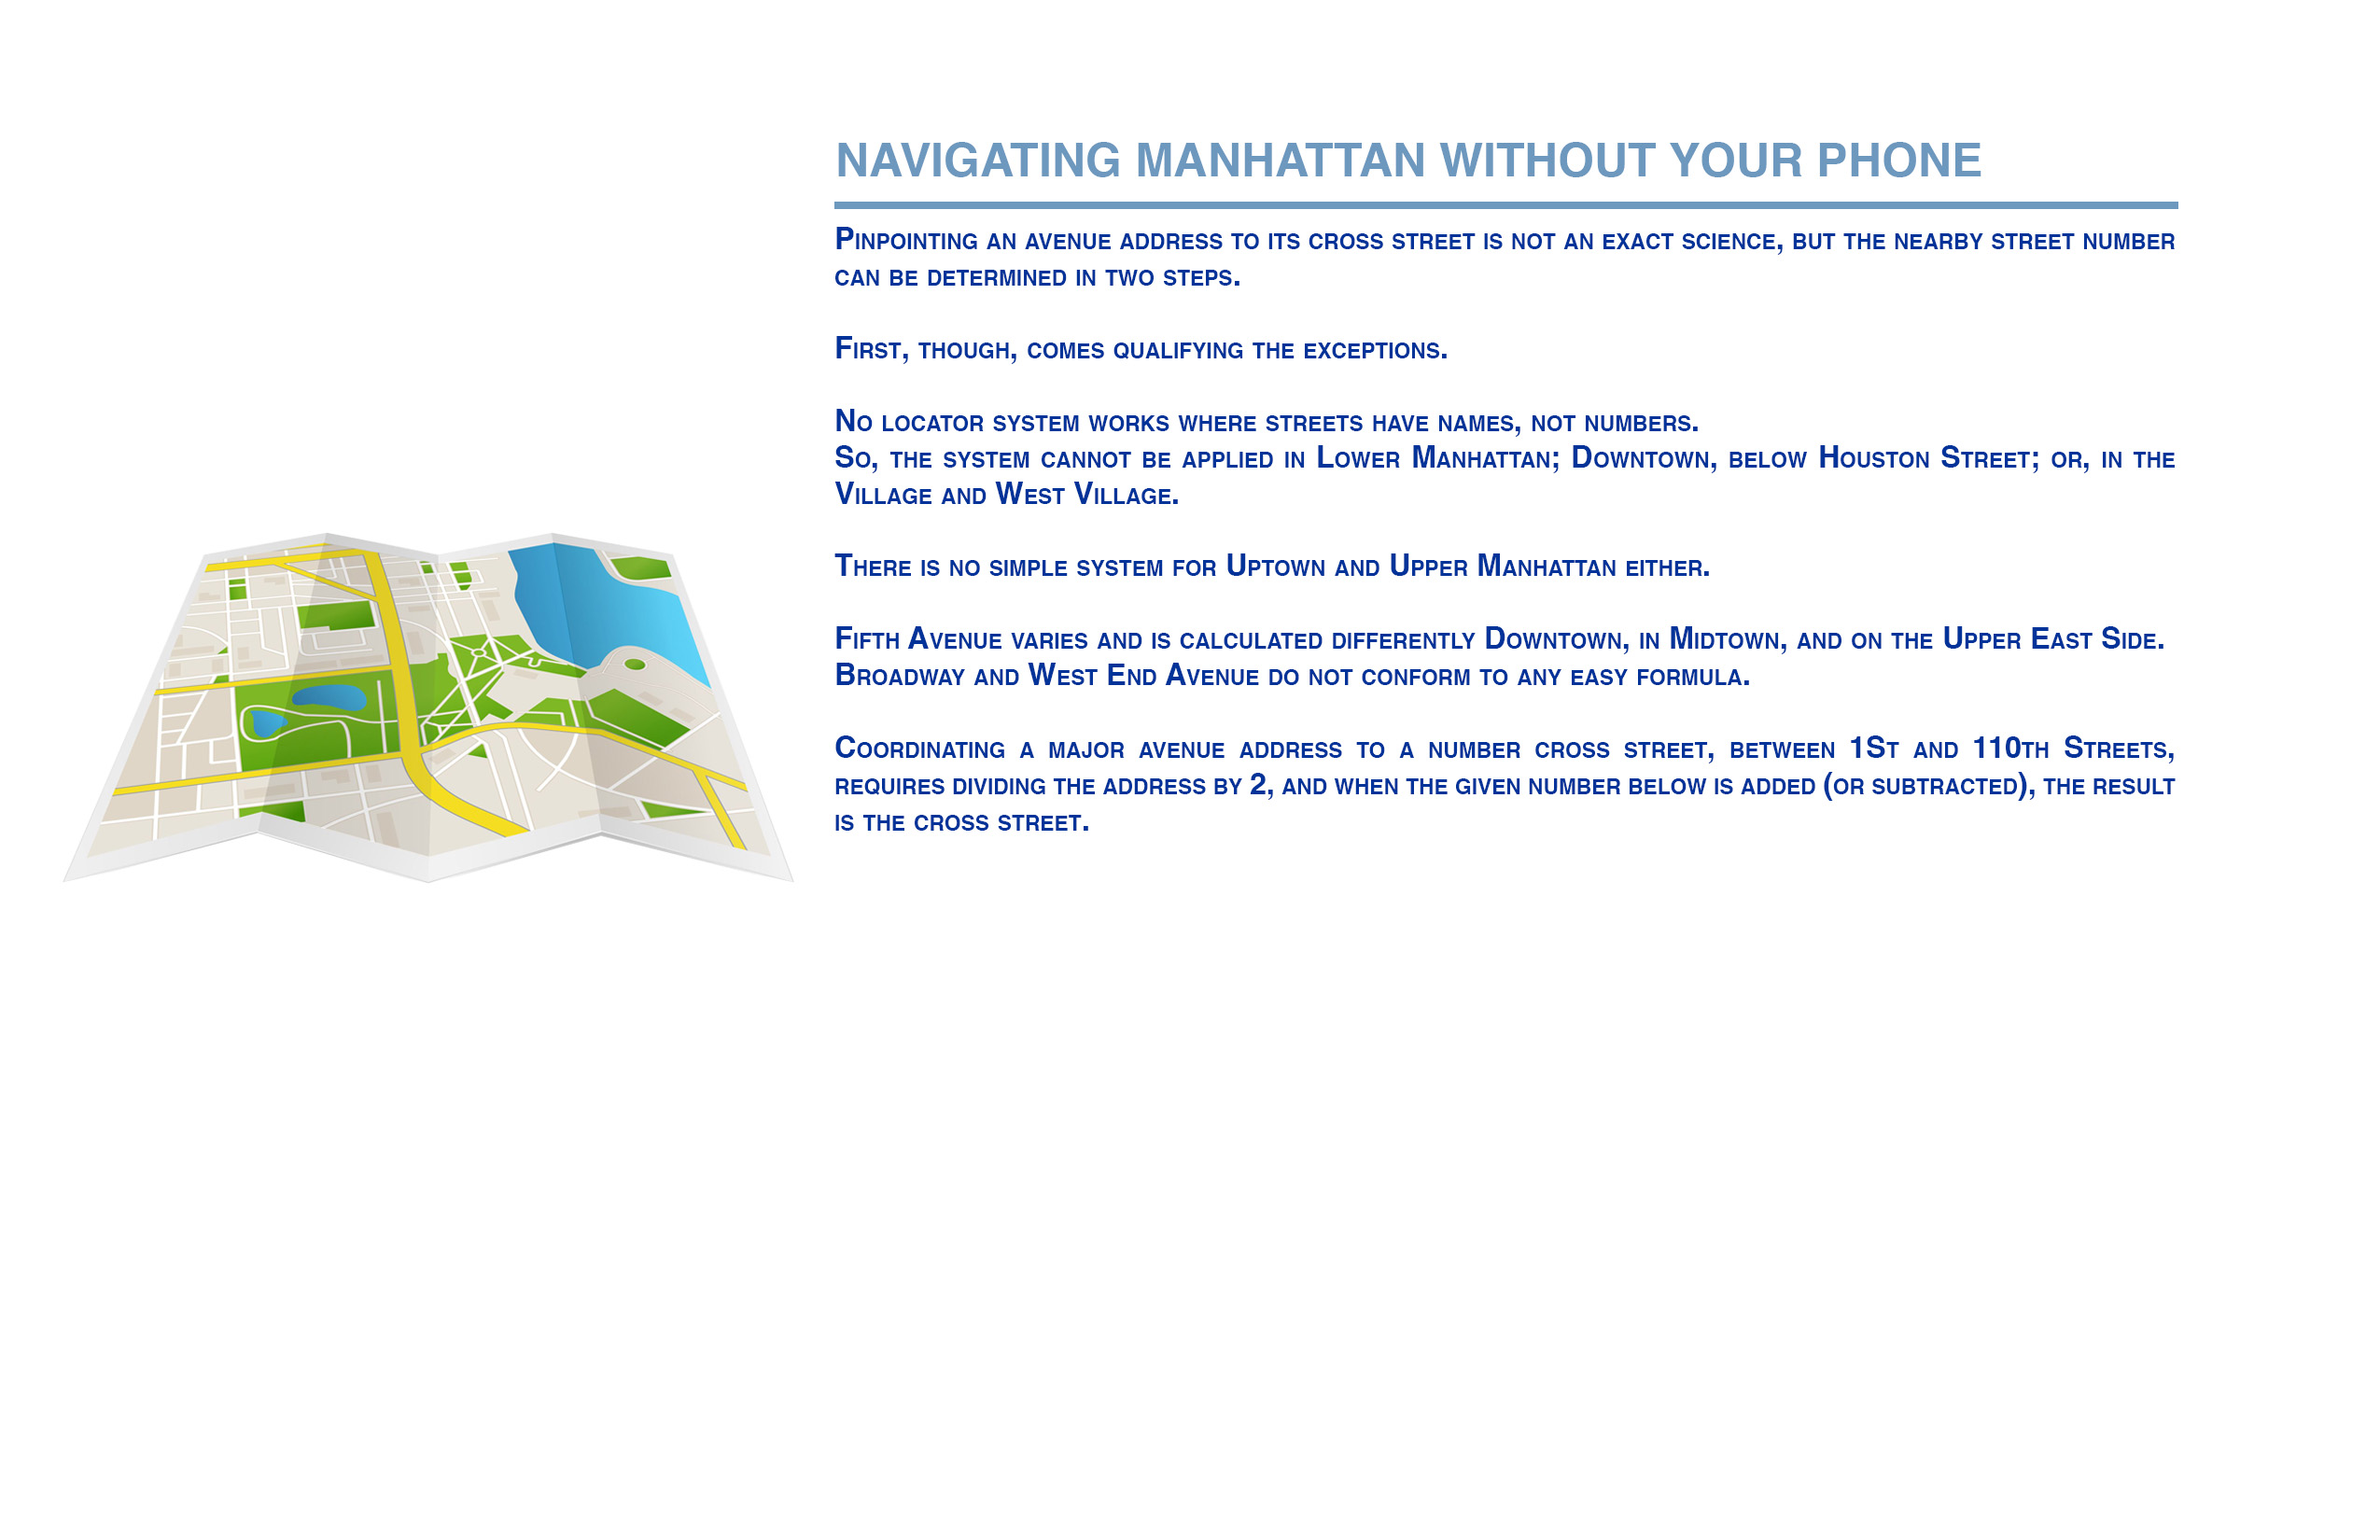 NAVIGATING MANHATTAN WITHOUT YOUR PHONE
Pinpointing an avenue address to its cross street is not an exact science, but the nearby street number
can be determined in two steps.
First, though, comes qualifying the exceptions.
No locator system works where streets have names, not numbers.
So, the system cannot be applied in Lower Manhattan; Downtown, below Houston Street; or, in the
Village and West Village.
There is no simple system for Uptown and Upper Manhattan either.
Fifth Avenue varies and is calculated differently Downtown, in Midtown, and on the Upper East Side.
Broadway and West End Avenue do not conform to any easy formula.
Coordinating a major avenue address to a number cross street, between 1St and 110th Streets,
requires dividing the address by 2, and when the given number below is added (or subtracted), the result
is the cross street.